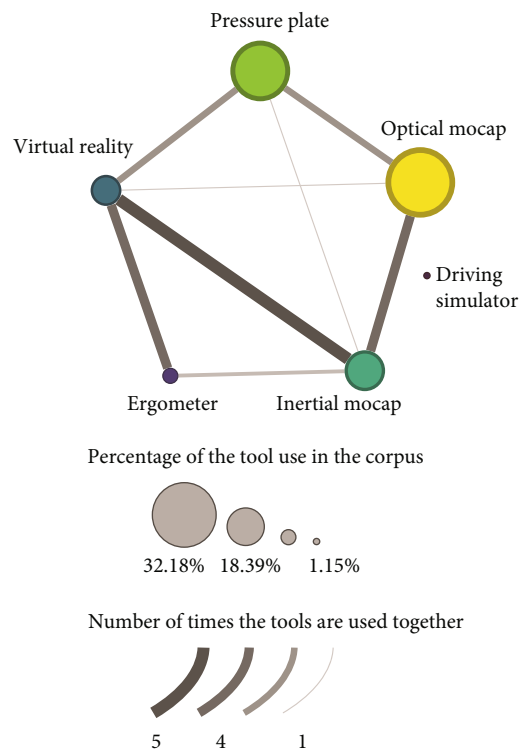 Pressure plate
Optical mocap
Virtual reality
Driving
simulator
Ergometer
Inertial mocap
Percentage of the tool use in the corpus
32.18% 18.39% 1.15%
Number of times the tools are used together
5 4 1